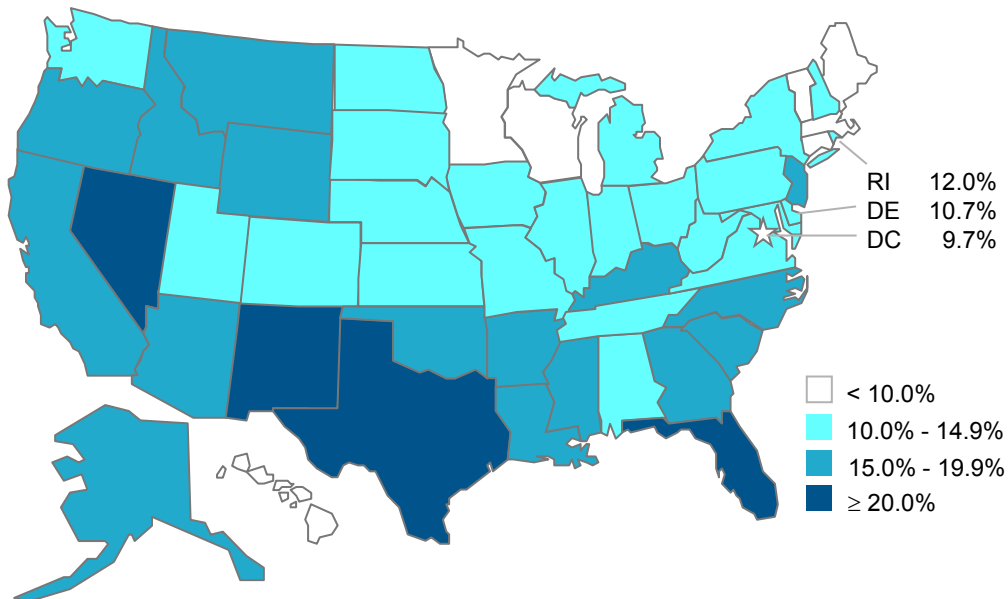 RI 12.0%
DE 10.7%
DC 9.7%
< 10.0%
10.0% - 14.9%
15.0% - 19.9%
≥ 20.0%